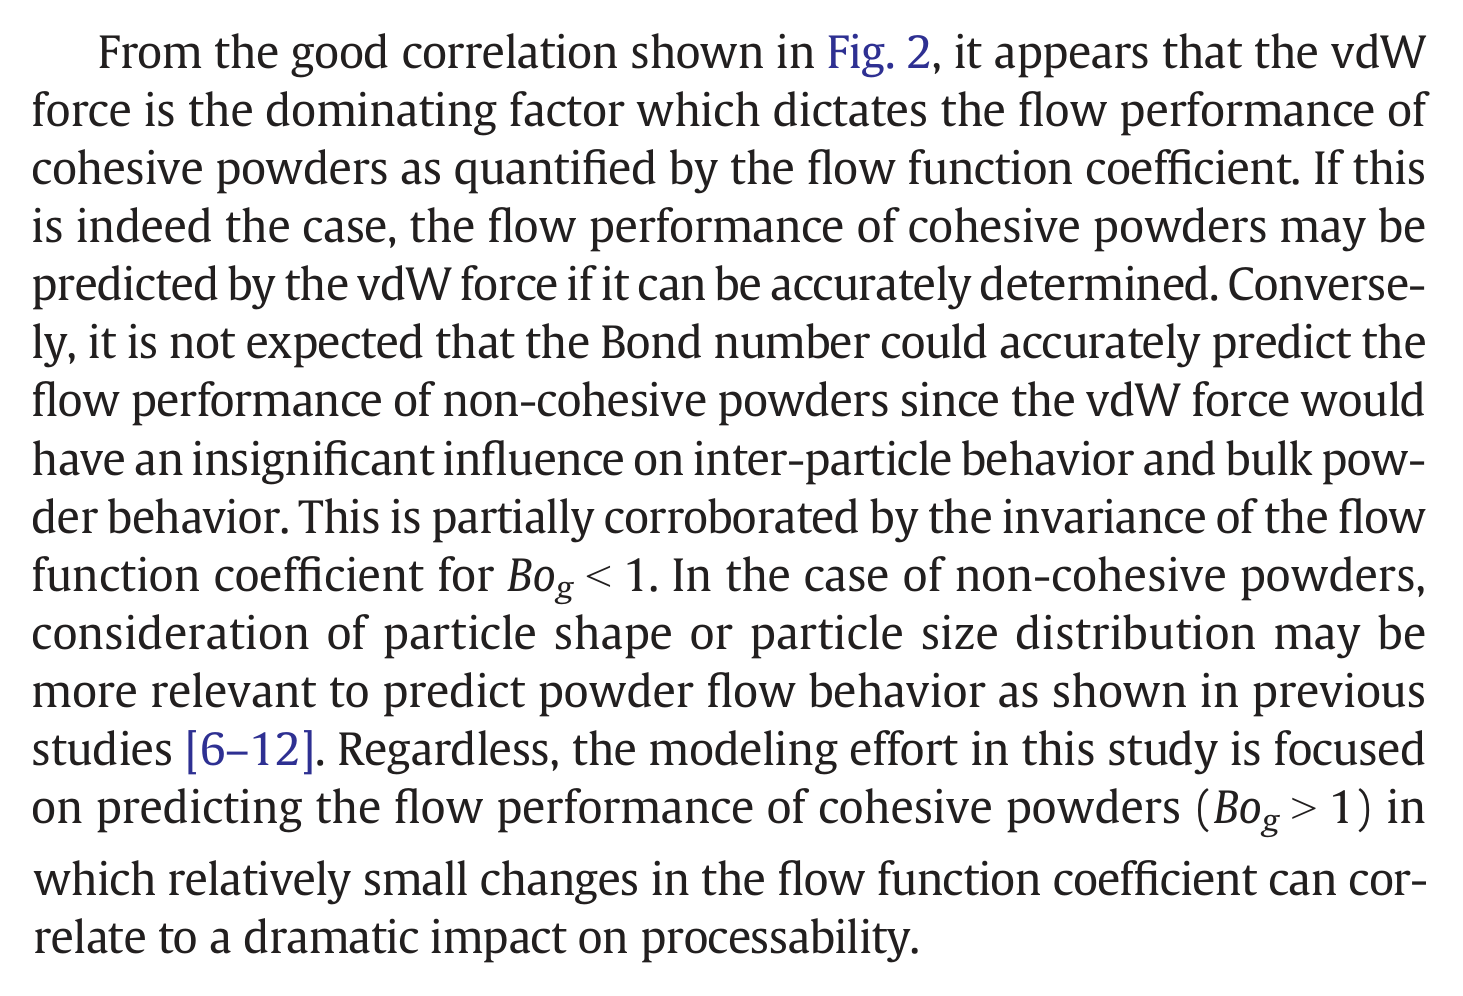 From the good correlation shown in Fig. 2, it appears that the vdW
force is the dominating factor which dictates the flow performance of
cohesive powders as quantified by the flow function coefficient. If this
is indeed the case, the flow performance of cohesive powders may be
predicted by the vdW force if it can be accurately determined. Converse-
ly, it is not expected that the Bond number could accurately predict the
flow performance of non-cohesive powders since the vdW force would
have an insignificant influence on inter-particle behavior and bulk pow-
der behavior. This is partially corroborated by the invariance of the flow
function coefficient for Bo_g < 1. In the case of non-cohesive powders,
consideration of particle shape or particle size distribution may be
more relevant to predict powder flow behavior as shown in previous
studies [6–12]. Regardless, the modeling effort in this study is focused
on predicting the flow performance of cohesive powders (Bo_g > 1) in
which relatively small changes in the flow function coefficient can cor-
relate to a dramatic impact on processability.